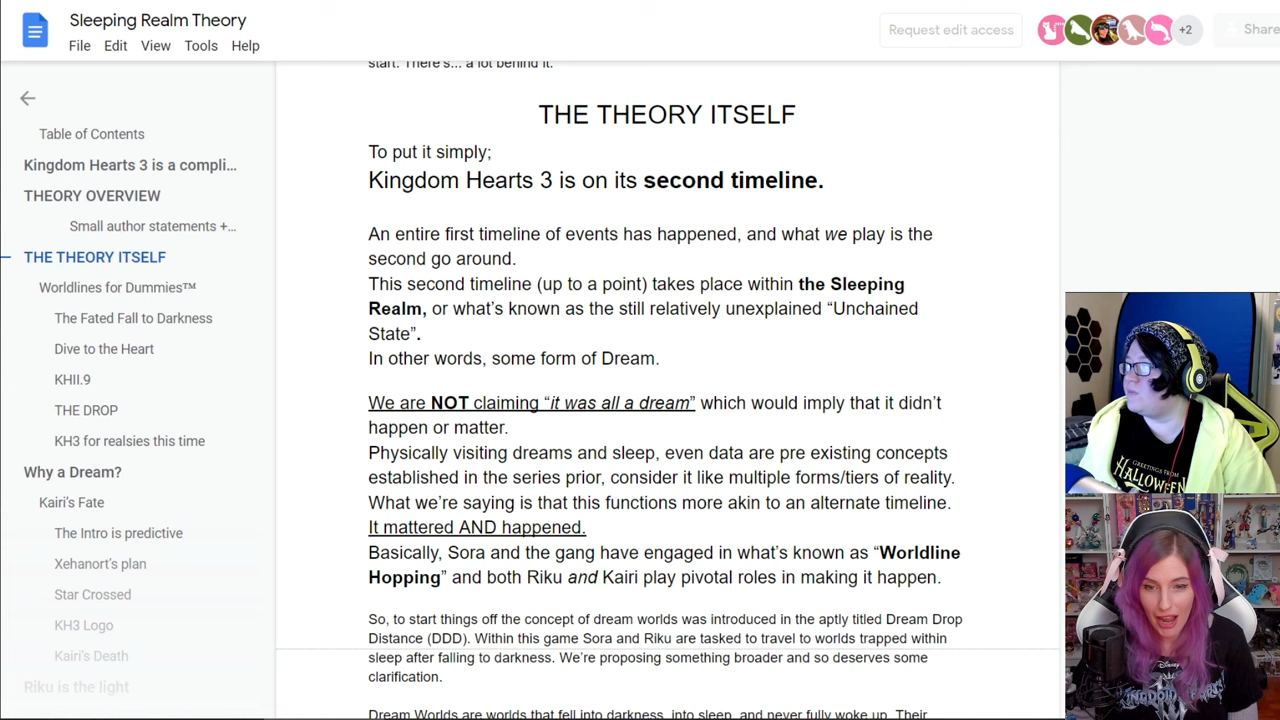 Sleeping Realm Theory
File Edit View Tools Help
Request edit access
+2
Share
start. There's... a lot behind it.
Table of Contents
Kingdom Hearts 3 is a compli...
THEORY OVERVIEW
Small author statements +...
THE THEORY ITSELF
Worldlines for Dummies™
The Fated Fall to Darkness
Dive to the Heart
KHII.9
THE DROP
KH3 for realsies this time
Why a Dream?
Kairi's Fate
The Intro is predictive
Xehanort's plan
Star Crossed
KH3 Logo
Kairi's Death
Riku is the light
THE THEORY ITSELF
To put it simply;
Kingdom Hearts 3 is on its second timeline.
An entire first timeline of events has happened, and what we play is the
second go around.
This second timeline (up to a point) takes place within the Sleeping
Realm, or what's known as the still relatively unexplained “Unchained
State”.
In other words, some form of Dream.
We are NOT claiming “it was all a dream” which would imply that it didn't
happen or matter.
Physically visiting dreams and sleep, even data are pre existing concepts
established in the series prior, consider it like multiple forms/tiers of reality.
What we're saying is that this functions more akin to an alternate timeline.
It mattered AND happened.
Basically, Sora and the gang have engaged in what's known as “Worldline
Hopping” and both Riku and Kairi play pivotal roles in making it happen.
So, to start things off the concept of dream worlds was introduced in the aptly titled Dream Drop
Distance (DDD). Within this game Sora and Riku are tasked to travel to worlds trapped within
sleep after falling to darkness. We're proposing something broader and so deserves some
clarification.
Dream Worlds are worlds that fell into darkness, into sleep, and never fully woke up. Their
GREETINGS FROM
HALLOWEEN
Disney
KINGDOM HEARTS